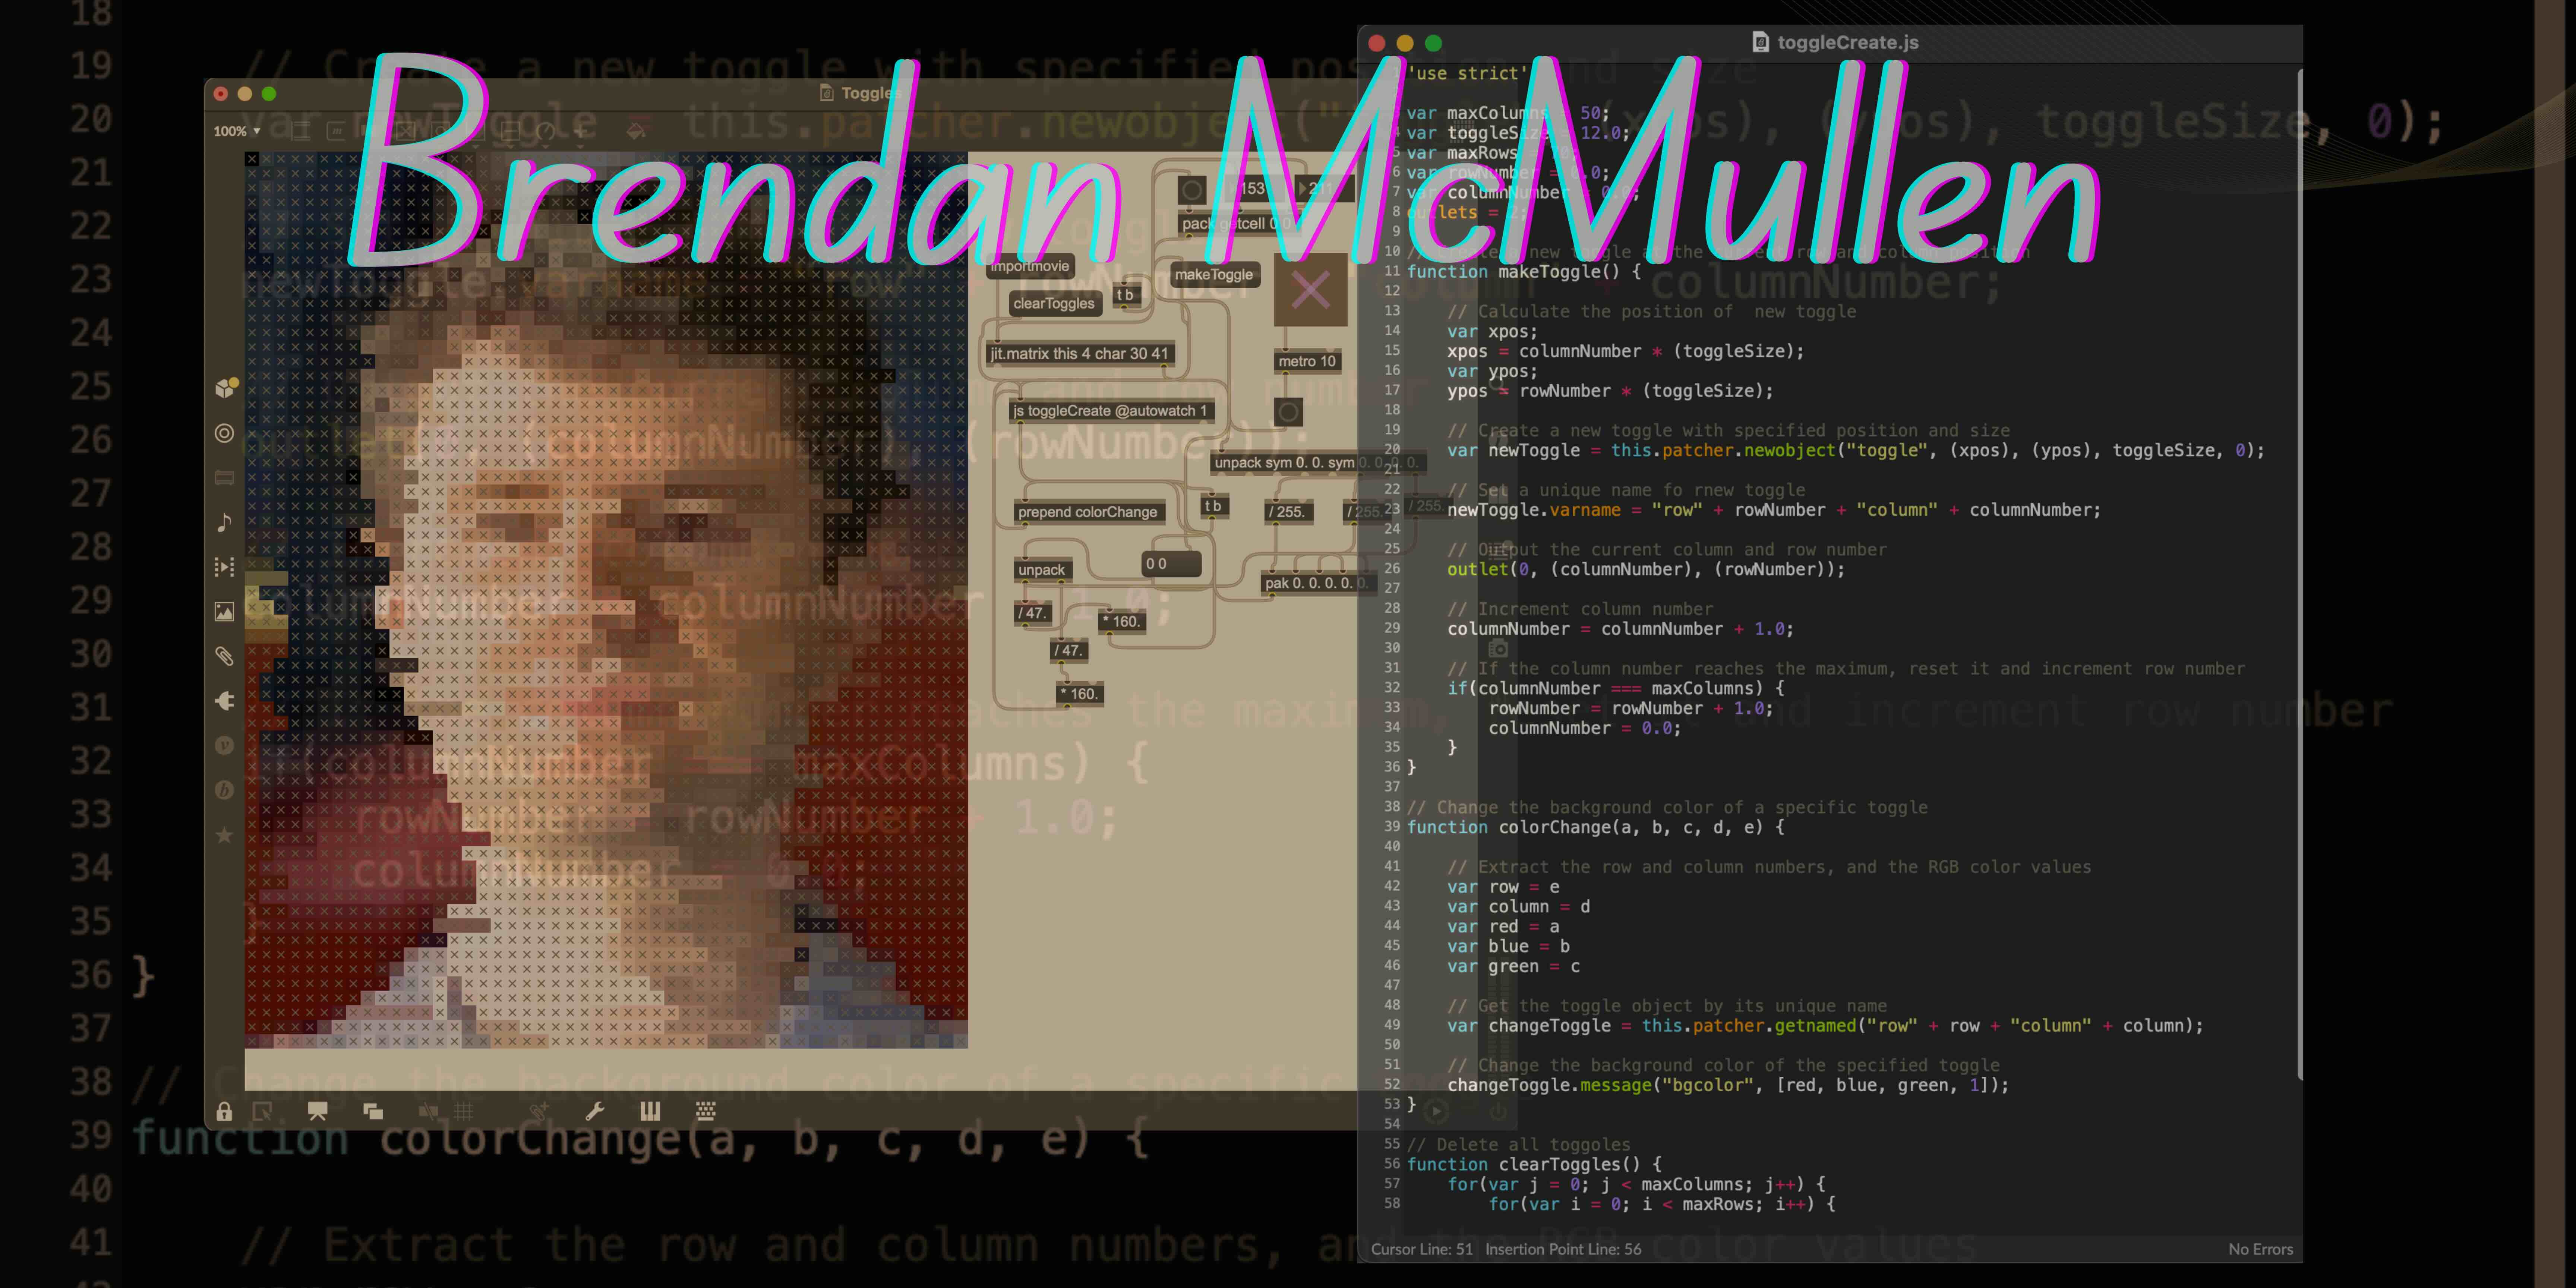 Brendan McMullen
Toggles
100%
153
211
pack getcell 0 0
importmovie
makeToggle
clearToggles
t b
jit.matrix this 4 char 30 41
metro 10
js toggleCreate @autowatch 1
unpack sym 0. 0. sym 0. 0. 0. 0.
prepend colorChange
t b
/ 255.
/ 255.
/ 255.
unpack
0 0
pak 0. 0. 0. 0. 0.
/ 47.
* 160.
/ 47.
* 160.
toggleCreate.js
'use strict'
var maxColumns = 50;
4 var toggleSize = 12.0;
5 var maxRows = 70;
6 var rowNumber = 0.0;
7 var columnNumber = 0.0;
8 outlets = 2;
9
10 // Create a new toggle at the current row and column position
11 function makeToggle() {
12
13 // Calculate the position of  new toggle
14 var xpos;
15 xpos = columnNumber * (toggleSize);
16 var ypos;
17 ypos = rowNumber * (toggleSize);
18
19 // Create a new toggle with specified position and size
20 var newToggle = this.patcher.newobject("toggle", (xpos), (ypos), toggleSize, 0);
21
22 // Set a unique name fo rnew toggle
23 newToggle.varname = "row" + rowNumber + "column" + columnNumber;
24
25 // Output the current column and row number
26 outlet(0, (columnNumber), (rowNumber));
27
28 // Increment column number
29 columnNumber = columnNumber + 1.0;
30
31 // If the column number reaches the maximum, reset it and increment row number
32 if(columnNumber === maxColumns) {
33 rowNumber = rowNumber + 1.0;
34 columnNumber = 0.0;
35 }
36 }
37
38 // Change the background color of a specific toggle
39 function colorChange(a, b, c, d, e) {
40
41 // Extract the row and column numbers, and the RGB color values
42 var row = e
43 var column = d
44 var red = a
45 var blue = b
46 var green = c
47
48 // Get the toggle object by its unique name
49 var changeToggle = this.patcher.getnamed("row" + row + "column" + column);
50
51 // Change the background color of the specified toggle
52 changeToggle.message("bgcolor", [red, blue, green, 1]);
53 }
54
55 // Delete all toggoles
56 function clearToggles() {
57 for(var j = 0; j < maxColumns; j++) {
58 for(var i = 0; i < maxRows; i++) {
Cursor Line: 51 Insertion Point Line: 56
No Errors
18
19 // Create a new toggle with specified position and size
20 var newToggle = this.patcher.newobject(" (xpos), (ypos), toggleSize, 0);
21
22
23 newToggle.varname = "row" + rowNumber + "column" + columnNumber;
24
25 and row number
26 outlet(0, (columnNumber), (rowNumber));
27
28
29 columnNumber = columnNumber + 1.0;
30
31 reaches the maximum, and increment row number
32 if(columnNumber === maxColumns) {
33 rowNumber = rowNumber + 1.0;
34 columnNumber = 0.0;
35 }
36 }
37
38 // Change the background color of a specific
39 function colorChange(a, b, c, d, e) {
40
41 // Extract the row and column numbers, and the RGB color values